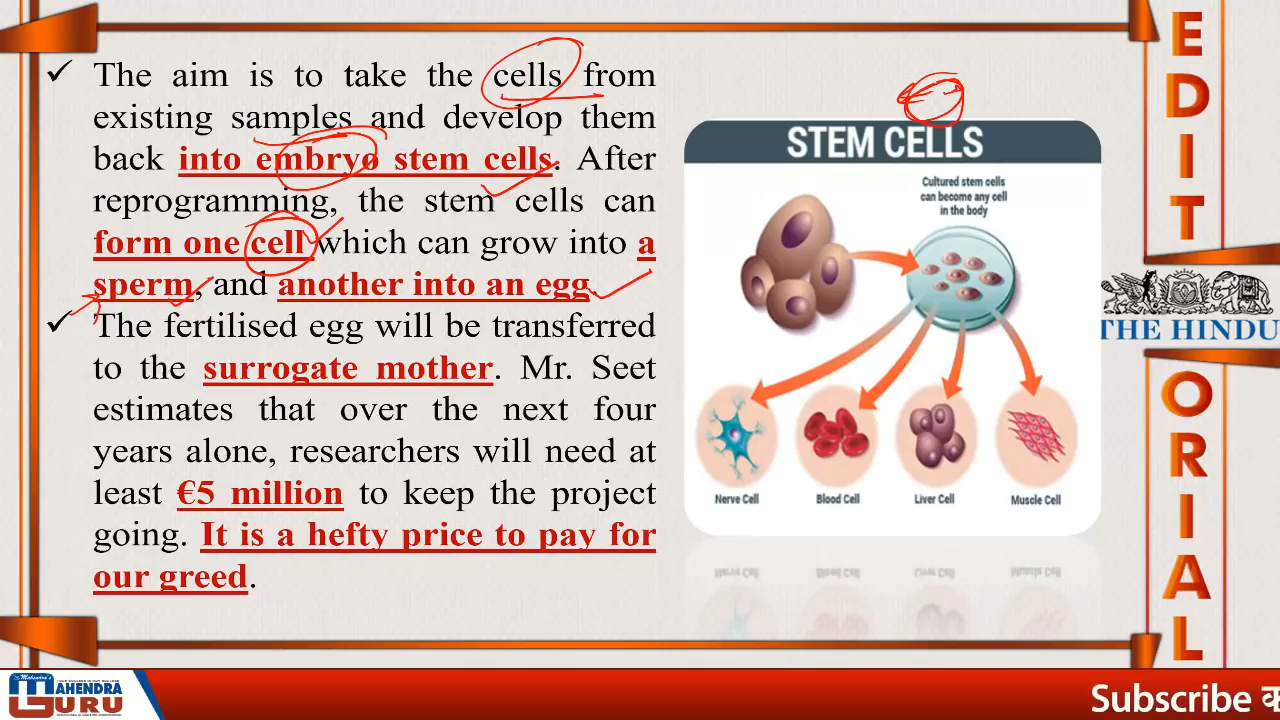 The aim is to take the cells from
existing samples and develop them
back into embryo stem cells. After
reprogramming, the stem cells can
form one cell which can grow into a
sperm, and another into an egg.
The fertilised egg will be transferred
to the surrogate mother. Mr. Seet
estimates that over the next four
years alone, researchers will need at
least €5 million to keep the project
going. It is a hefty price to pay for
our greed.
STEM CELLS
Cultured stem cells
can become any cell
in the body
Nerve Cell
Blood Cell
Liver Cell
Muscle Cell
EDIT
THE HINDU
ORIAL
Mahendra's
MAHENDRA
GURU
Subscribe